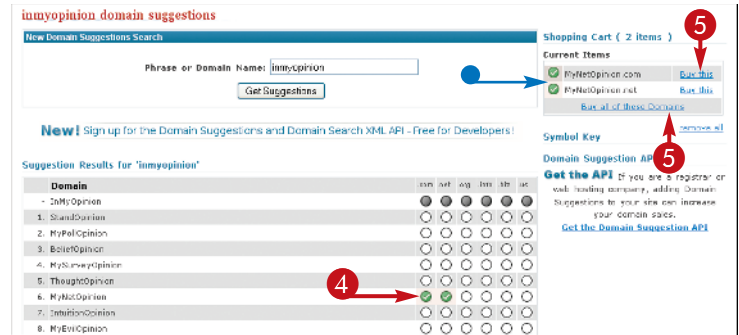 inmyopinion domain suggestions
New Domain Suggestions Search
Phrase or Domain Name: inmyopinion
Get Suggestions
New! Sign up for the Domain Suggestions and Domain Search XML API - Free for Developers!
Suggestion Results for 'inmyopinion'
Domain
com net org info biz us
- InMyOpinion
1. StandOpinion
2. MyPollOpinion
3. BeliefOpinion
4. MySurveyOpinion
5. ThoughtOpinion
6. MyNetOpinion
7. IntuitionOpinion
8. MyEvilOpinion
4
Shopping Cart ( 2 items )
5
Current Items
MyNetOpinion.com Buy this
MyNetOpinion.net Buy this
Buy all of these Domains
remove all
5
Symbol Key
Domain Suggestion AP
Get the API If you are a registrar or
web hosting company, adding Domain
Suggestions to your site can increase
your domain sales.
Get the Domain Suggestion API